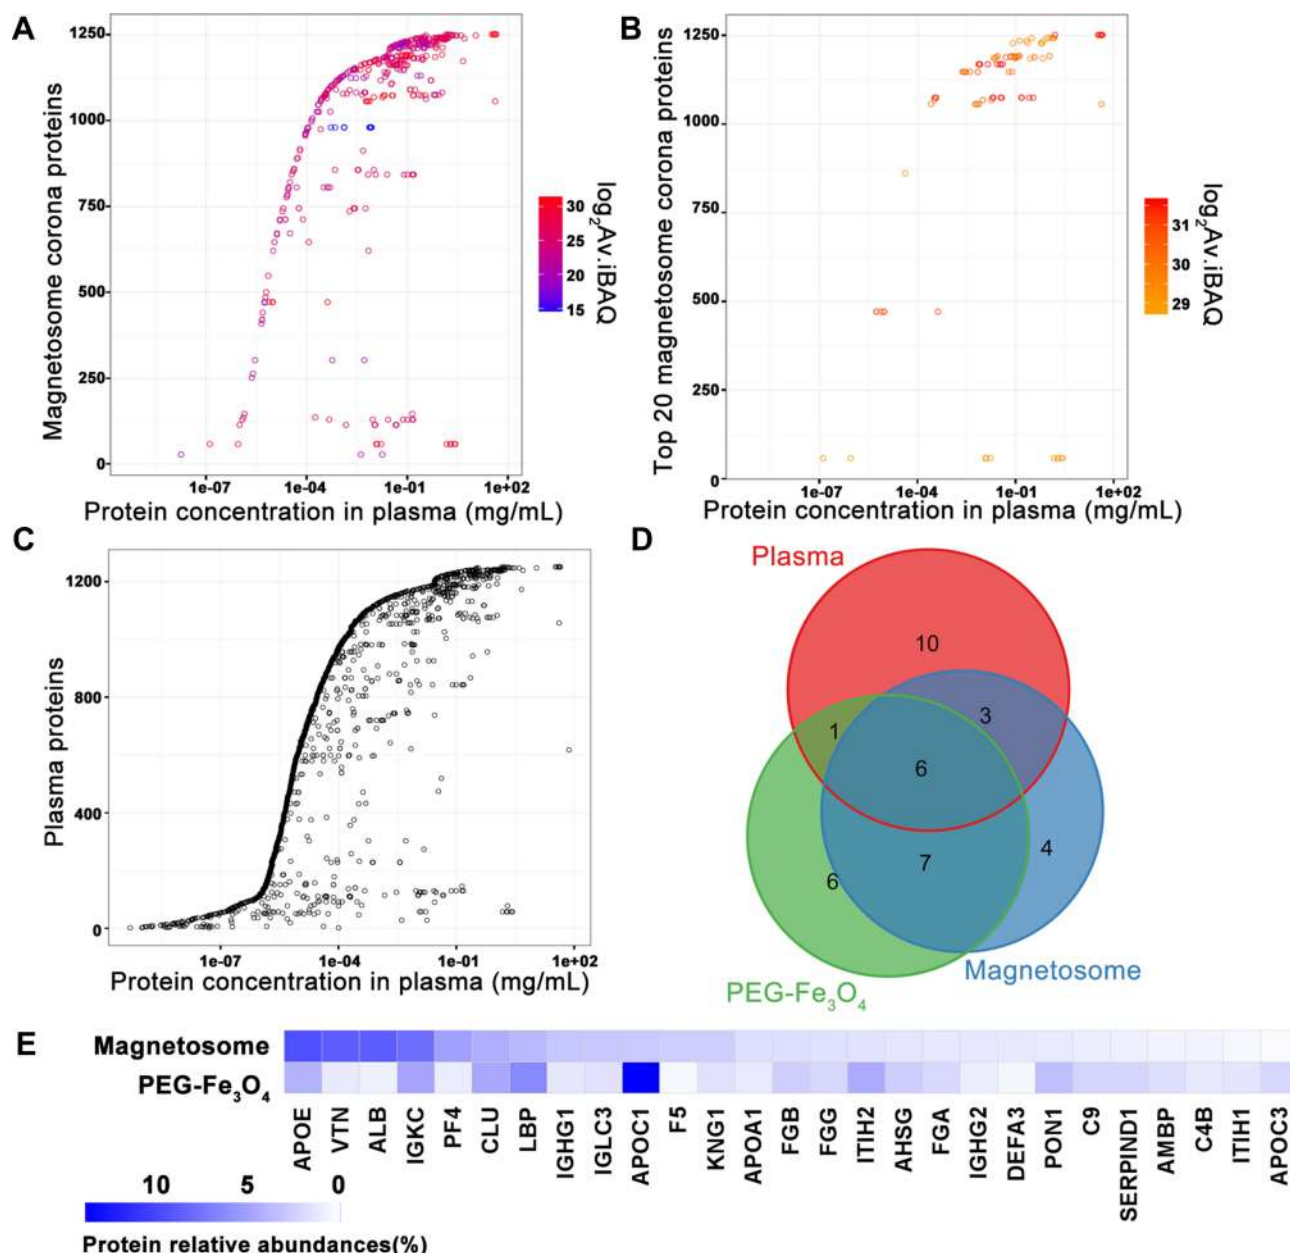 A
Magnetosome corona proteins
1250
1000
750
500
250
0
1e-07 1e-04 1e-01 1e+02
Protein concentration in plasma (mg/mL)
30
25
20
15
log₂Av.iBAQ
B
Top 20 magnetosome corona proteins
1250
1000
750
500
250
0
1e-07 1e-04 1e-01 1e+02
Protein concentration in plasma (mg/mL)
31
30
29
log₂Av.iBAQ
C
Plasma proteins
1200
800
400
0
1e-07 1e-04 1e-01 1e+02
Protein concentration in plasma (mg/mL)
D
Plasma
10
1
3
6
7
4
6
Magnetosome
PEG-Fe₃O₄
E
Magnetosome
PEG-Fe₃O₄
APOE
VTN
ALB
IGKC
PF4
CLU
LBP
IGHG1
IGLC3
APOC1
F5
KNG1
APOA1
FGB
FGG
ITIH2
AHSG
FGA
IGHG2
DEFA3
PON1
C9
SERPIND1
AMBP
C4B
ITIH1
APOC3
10 5 0
Protein relative abundances(%)